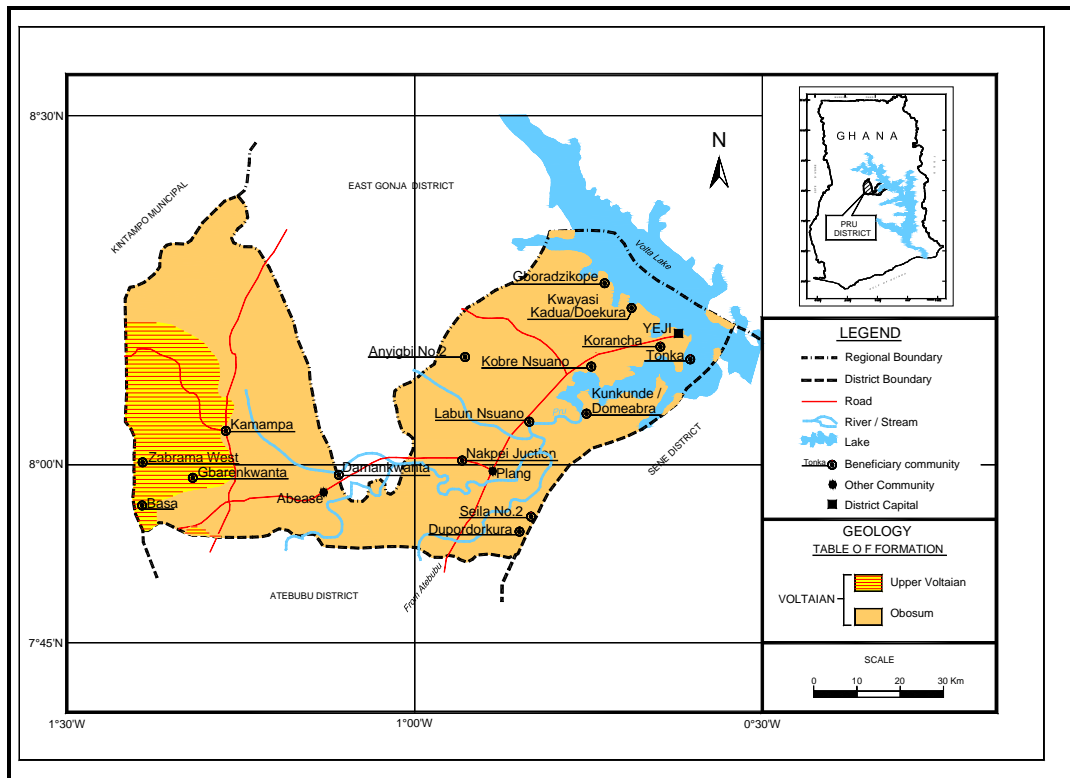 8°30'N
8°00'N
7°45'N
1°30'W
1°00'W
0°30'W
N
KINTAMPO MUNICIPAL
EAST GONJA DISTRICT
Volta Lake
Gboradzikope
Kwayasi
Kadua/Doekura
YEJI
Korancha
Tonka
Anyigbi No.2
Kobre Nsuano
Kunkunde /
Domeabra
Labun Nsuano
Pru
SENE DISTRICT
Kamampa
Zabrama West
Gbarenkwanta
Damankwanta
Nakpei Juction
Plang
Basa
Abease
Seila No.2
Dupordorkura
From Atebubu
ATEBUBU DISTRICT
GHANA
PRU
DISTRICT
LEGEND
Regional Boundary
District Boundary
Road
River / Stream
Lake
Tonka
Beneficiary community
Other Community
District Capital
GEOLOGY
TABLE O F FORMATION
VOLTAIAN
Upper Voltaian
Obosum
SCALE
0 10 20 30 Km